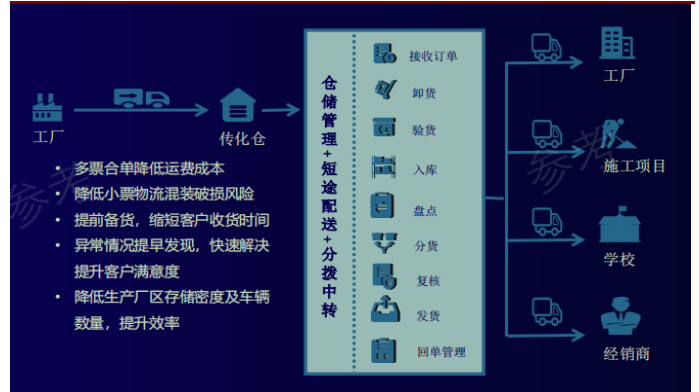 工厂
传化仓
• 多票合单降低运费成本
• 降低小票物流混装破损风险
• 提前备货，缩短客户收货时间
• 异常情况提早发现，快速解决
提升客户满意度
• 降低生产厂区存储密度及车辆
数量，提升效率
仓储管理+短途配送+分拨中转
接收订单
卸货
验货
入库
盘点
分货
复核
发货
回单管理
工厂
施工项目
学校
经销商
参考
参考